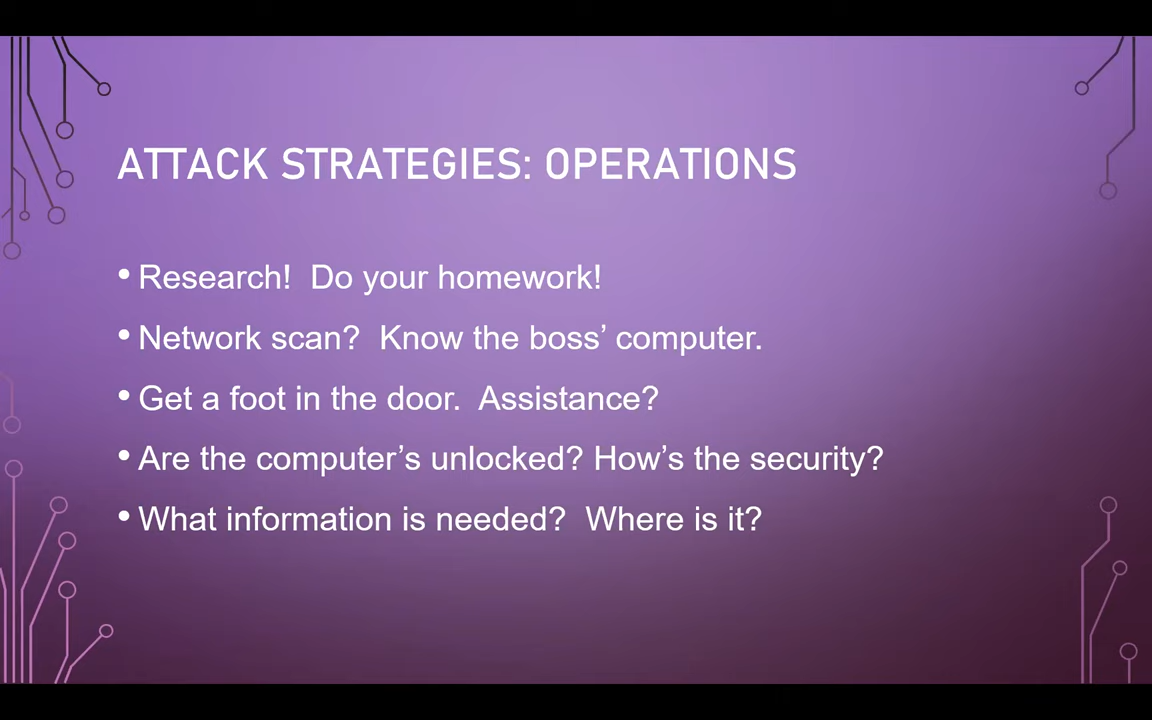 ATTACK STRATEGIES: OPERATIONS
• Research!  Do your homework!
• Network scan?  Know the boss’ computer.
• Get a foot in the door.  Assistance?
• Are the computer’s unlocked? How’s the security?
• What information is needed?  Where is it?